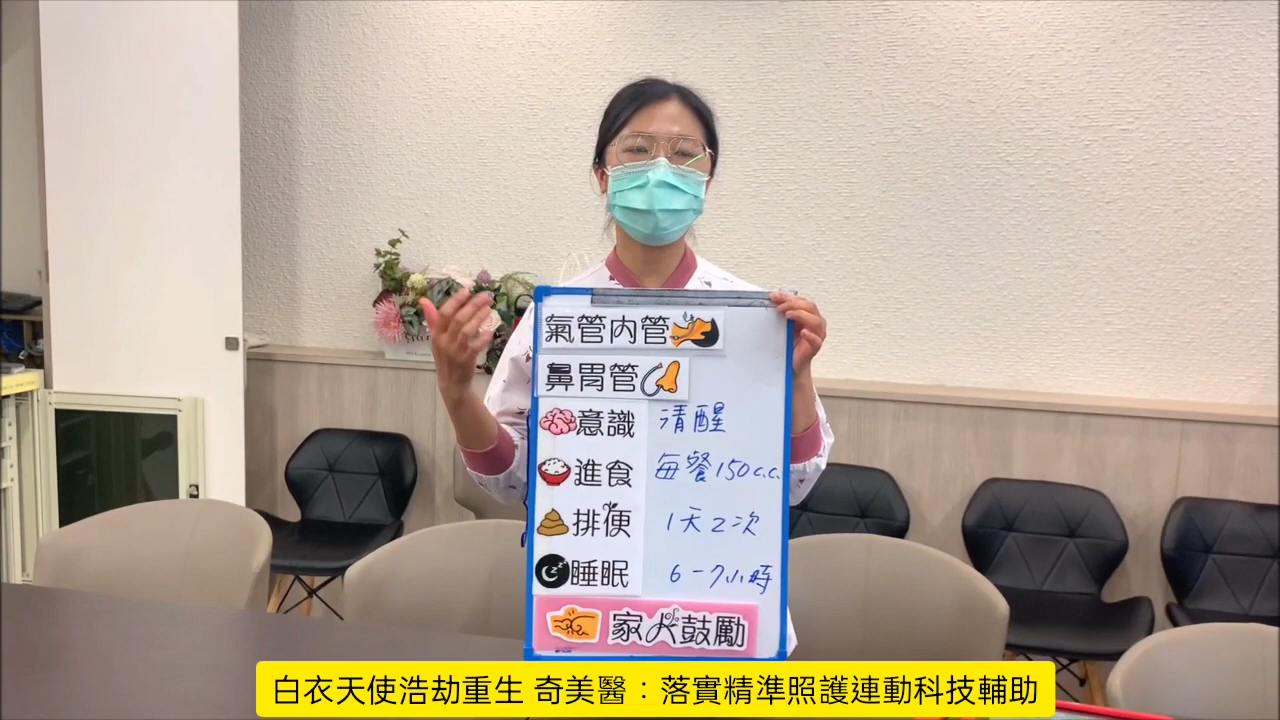 氣管內管
鼻胃管
意識 清醒
進食 每餐150c.c.
排便 1天2次
睡眠 6-7小時
家人鼓勵
白衣天使浩劫重生 奇美醫：落實精準照護連動科技輔助